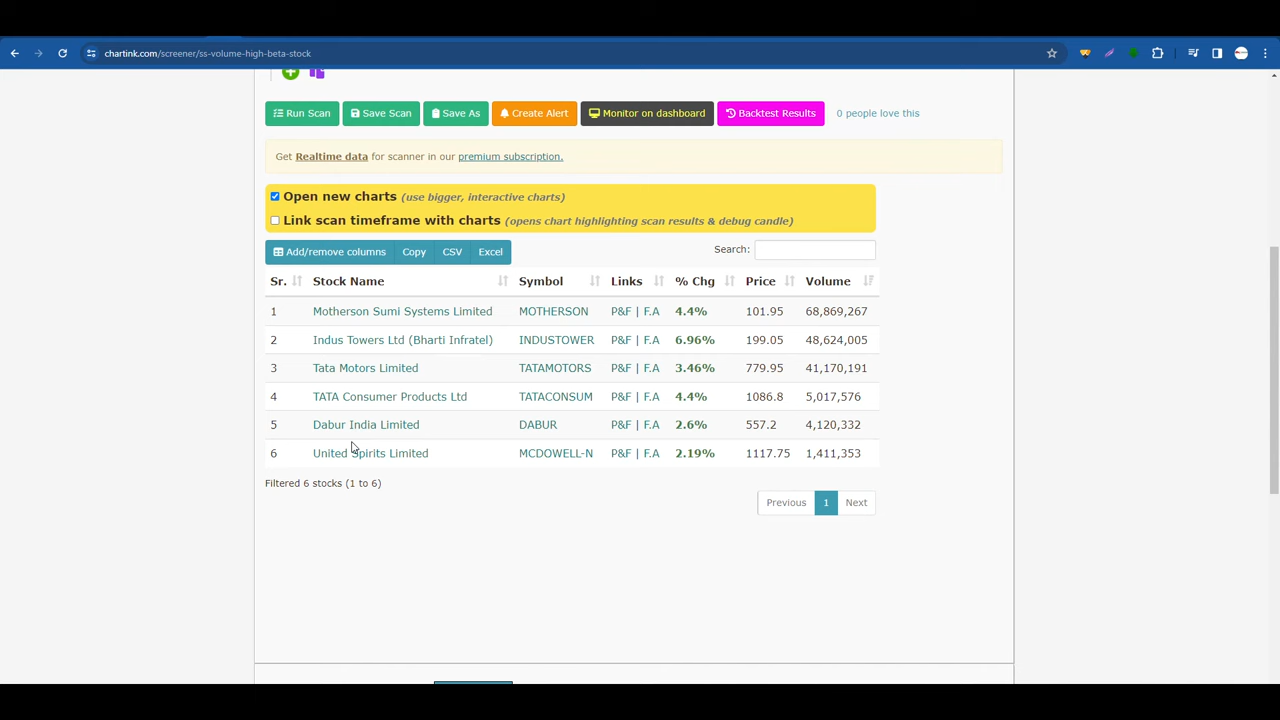 chartink.com/screener/ss-volume-high-beta-stock
Run Scan Save Scan Save As Create Alert Monitor on dashboard Backtest Results 0 people love this
Get Realtime data for scanner in our premium subscription.
Open new charts (use bigger, interactive charts)
Link scan timeframe with charts (opens chart highlighting scan results & debug candle)
Add/remove columns Copy CSV Excel Search:
Sr. Stock Name Symbol Links % Chg Price Volume
1 Motherson Sumi Systems Limited MOTHERSON P&F | F.A 4.4% 101.95 68,869,267
2 Indus Towers Ltd (Bharti Infratel) INDUSTOWER P&F | F.A 6.96% 199.05 48,624,005
3 Tata Motors Limited TATAMOTORS P&F | F.A 3.46% 779.95 41,170,191
4 TATA Consumer Products Ltd TATACONSUM P&F | F.A 4.4% 1086.8 5,017,576
5 Dabur India Limited DABUR P&F | F.A 2.6% 557.2 4,120,332
6 United Spirits Limited MCDOWELL-N P&F | F.A 2.19% 1117.75 1,411,353
Filtered 6 stocks (1 to 6)
Previous 1 Next